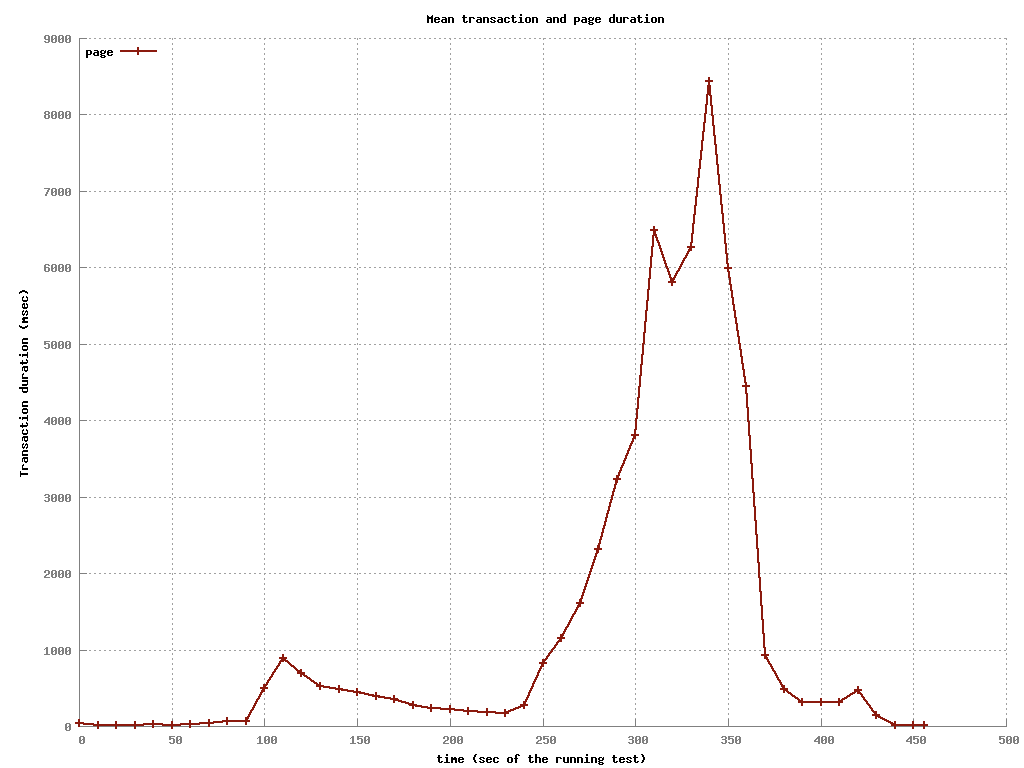 Mean transaction and page duration
page
9000
8000
7000
6000
5000
4000
3000
2000
1000
0
Transaction duration (msec)
0 50 100 150 200 250 300 350 400 450 500
time (sec of the running test)